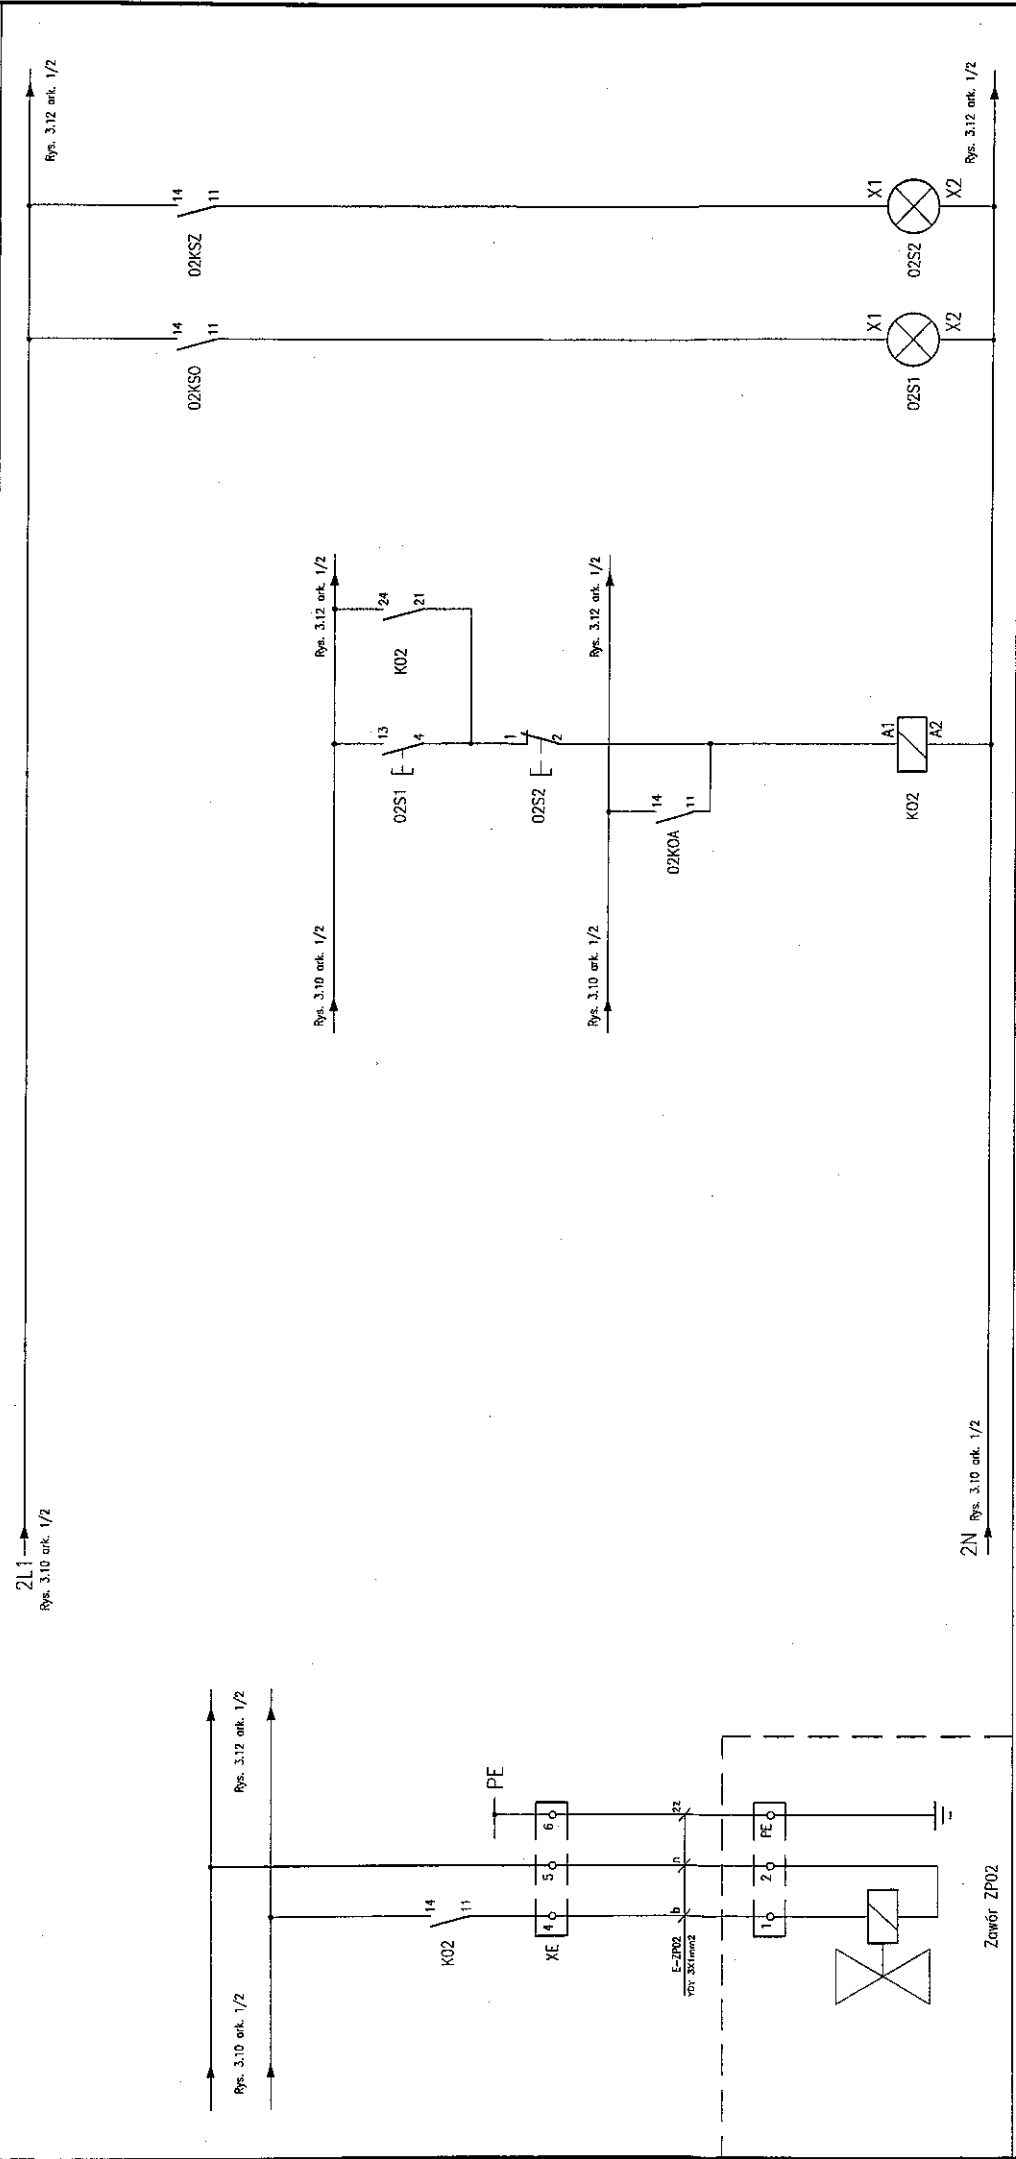 2L1
Rys. 3.10 ark. 1/2
Rys. 3.12 ark. 1/2
14
11
02KSZ
14
11
02KSO
X1
X2
02S2
X1
X2
02S1
Rys. 3.10 ark. 1/2
Rys. 3.12 ark. 1/2
13
4
02S1
24
21
K02
1
2
02S2
Rys. 3.10 ark. 1/2
Rys. 3.12 ark. 1/2
14
11
02KOA
A1
A2
K02
2N
Rys. 3.10 ark. 1/2
Rys. 3.12 ark. 1/2
Rys. 3.10 ark. 1/2
Rys. 3.12 ark. 1/2
14
11
K02
PE
XE
4
5
6
E-ZP02
YDY 3X1mm2
b
n
zż
1
2
PE
Zawór ZP02